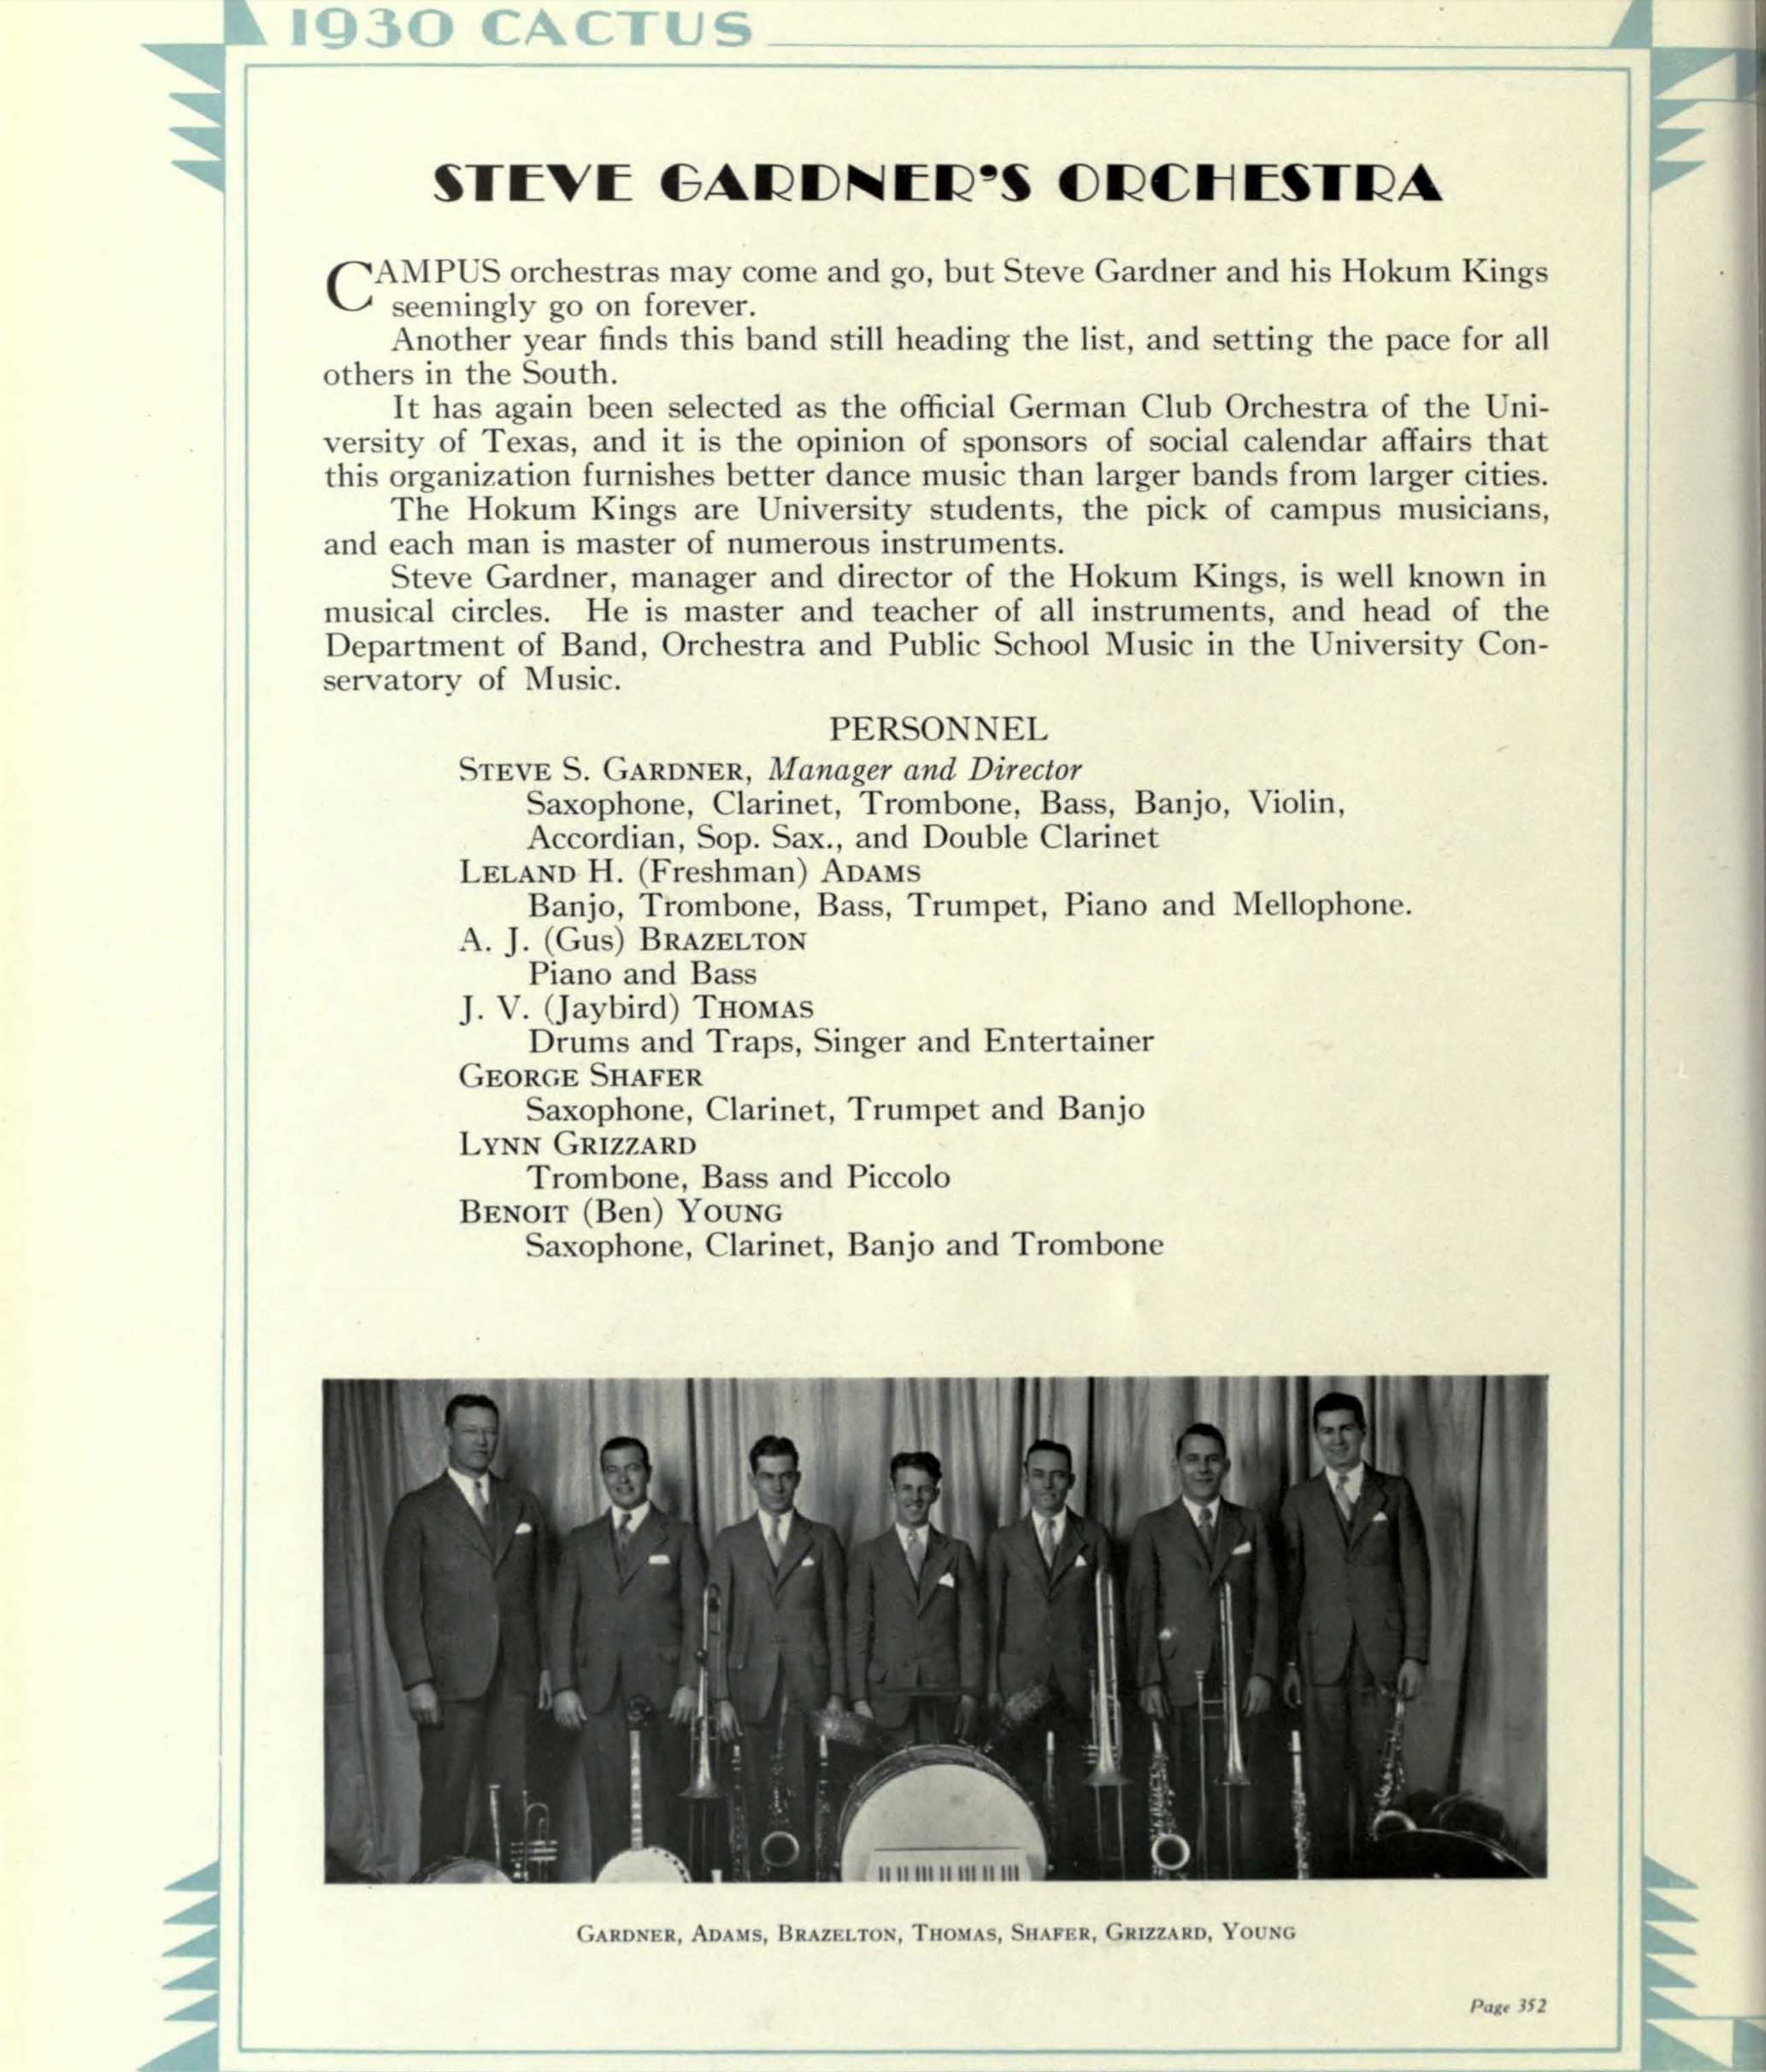 1930 CACTUS
STEVE GARDNER'S ORCHESTRA
CAMPUS orchestras may come and go, but Steve Gardner and his Hokum Kings
seemingly go on forever.
Another year finds this band still heading the list, and setting the pace for all
others in the South.
It has again been selected as the official German Club Orchestra of the Uni-
versity of Texas, and it is the opinion of sponsors of social calendar affairs that
this organization furnishes better dance music than larger bands from larger cities.
The Hokum Kings are University students, the pick of campus musicians,
and each man is master of numerous instruments.
Steve Gardner, manager and director of the Hokum Kings, is well known in
musical circles. He is master and teacher of all instruments, and head of the
Department of Band, Orchestra and Public School Music in the University Con-
servatory of Music.
PERSONNEL
STEVE S. GARDNER, Manager and Director
Saxophone, Clarinet, Trombone, Bass, Banjo, Violin,
Accordian, Sop. Sax., and Double Clarinet
LELAND H. (Freshman) ADAMS
Banjo, Trombone, Bass, Trumpet, Piano and Mellophone.
A. J. (Gus) BRAZELTON
Piano and Bass
J. V. (Jaybird) THOMAS
Drums and Traps, Singer and Entertainer
GEORGE SHAFER
Saxophone, Clarinet, Trumpet and Banjo
LYNN GRIZZARD
Trombone, Bass and Piccolo
BENOIT (Ben) YOUNG
Saxophone, Clarinet, Banjo and Trombone
GARDNER, ADAMS, BRAZELTON, THOMAS, SHAFER, GRIZZARD, YOUNG
Page 352